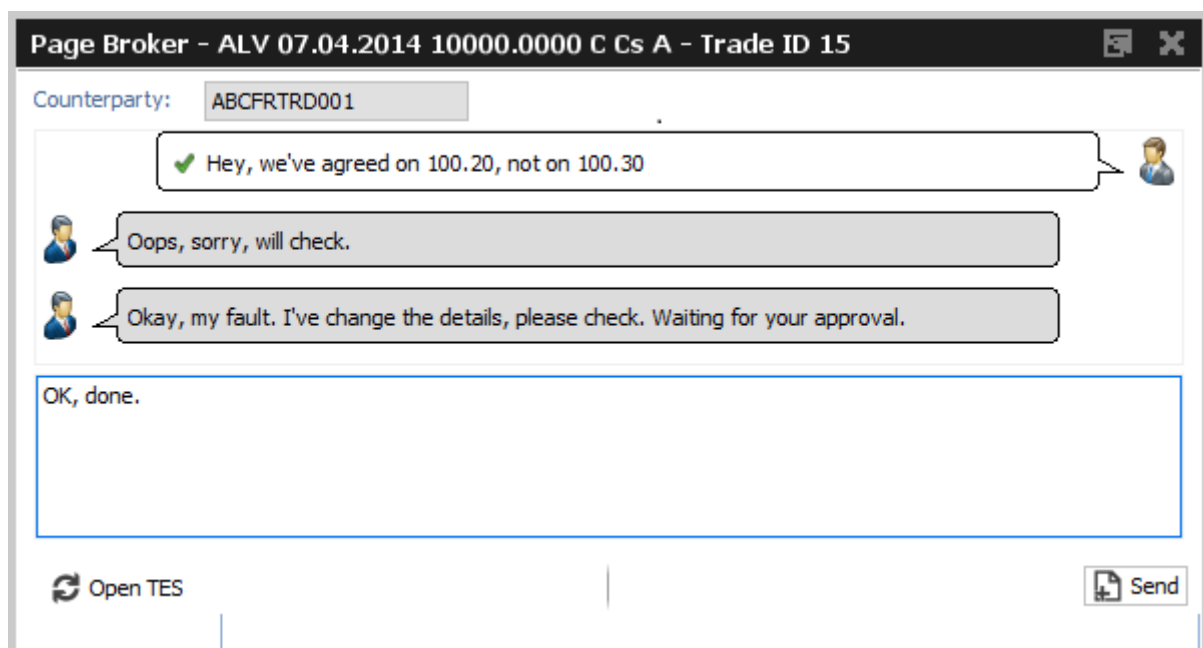 Page Broker - ALV 07.04.2014 10000.0000 C Cs A - Trade ID 15
Counterparty: ABCFRTRD001
Hey, we've agreed on 100.20, not on 100.30
Oops, sorry, will check.
Okay, my fault. I've change the details, please check. Waiting for your approval.
OK, done.
Open TES Send